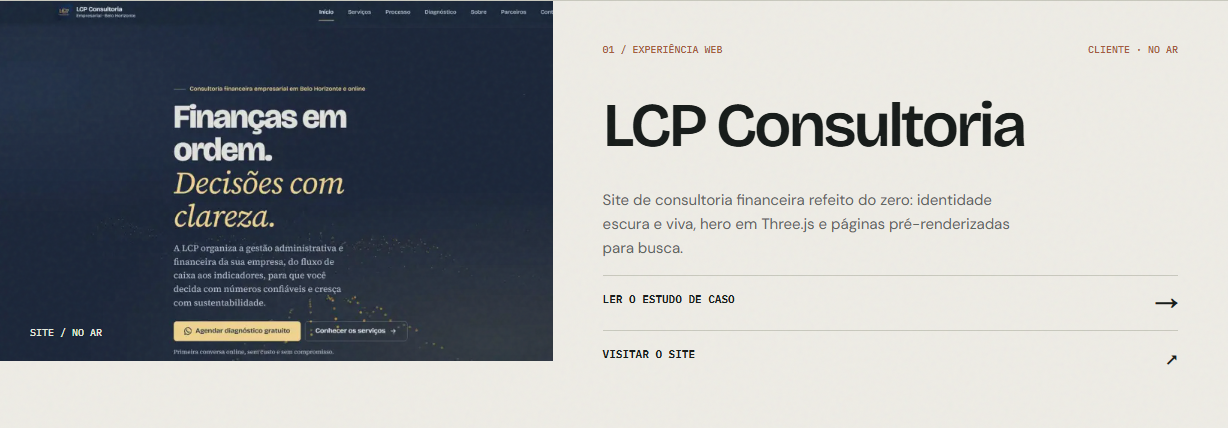 LCP Consultoria
Empresarial · Belo Horizonte
Início Serviços Processo Diagnóstico Sobre Parceiros
Consultoria financeira empresarial em Belo Horizonte e online
Finanças em
ordem.
Decisões com
clareza.
A LCP organiza a gestão administrativa e
financeira da sua empresa, do fluxo de
caixa aos indicadores, para que você
decida com números confiáveis e cresça
com sustentabilidade.
Agendar diagnóstico gratuito
Conhecer os serviços →
Primeira conversa online, sem custo e sem compromisso.
SITE / NO AR
01 / EXPERIÊNCIA WEB
CLIENTE · NO AR
LCP Consultoria
Site de consultoria financeira refeito do zero: identidade
escura e viva, hero em Three.js e páginas pré-renderizadas
para busca.
LER O ESTUDO DE CASO →
VISITAR O SITE ↗